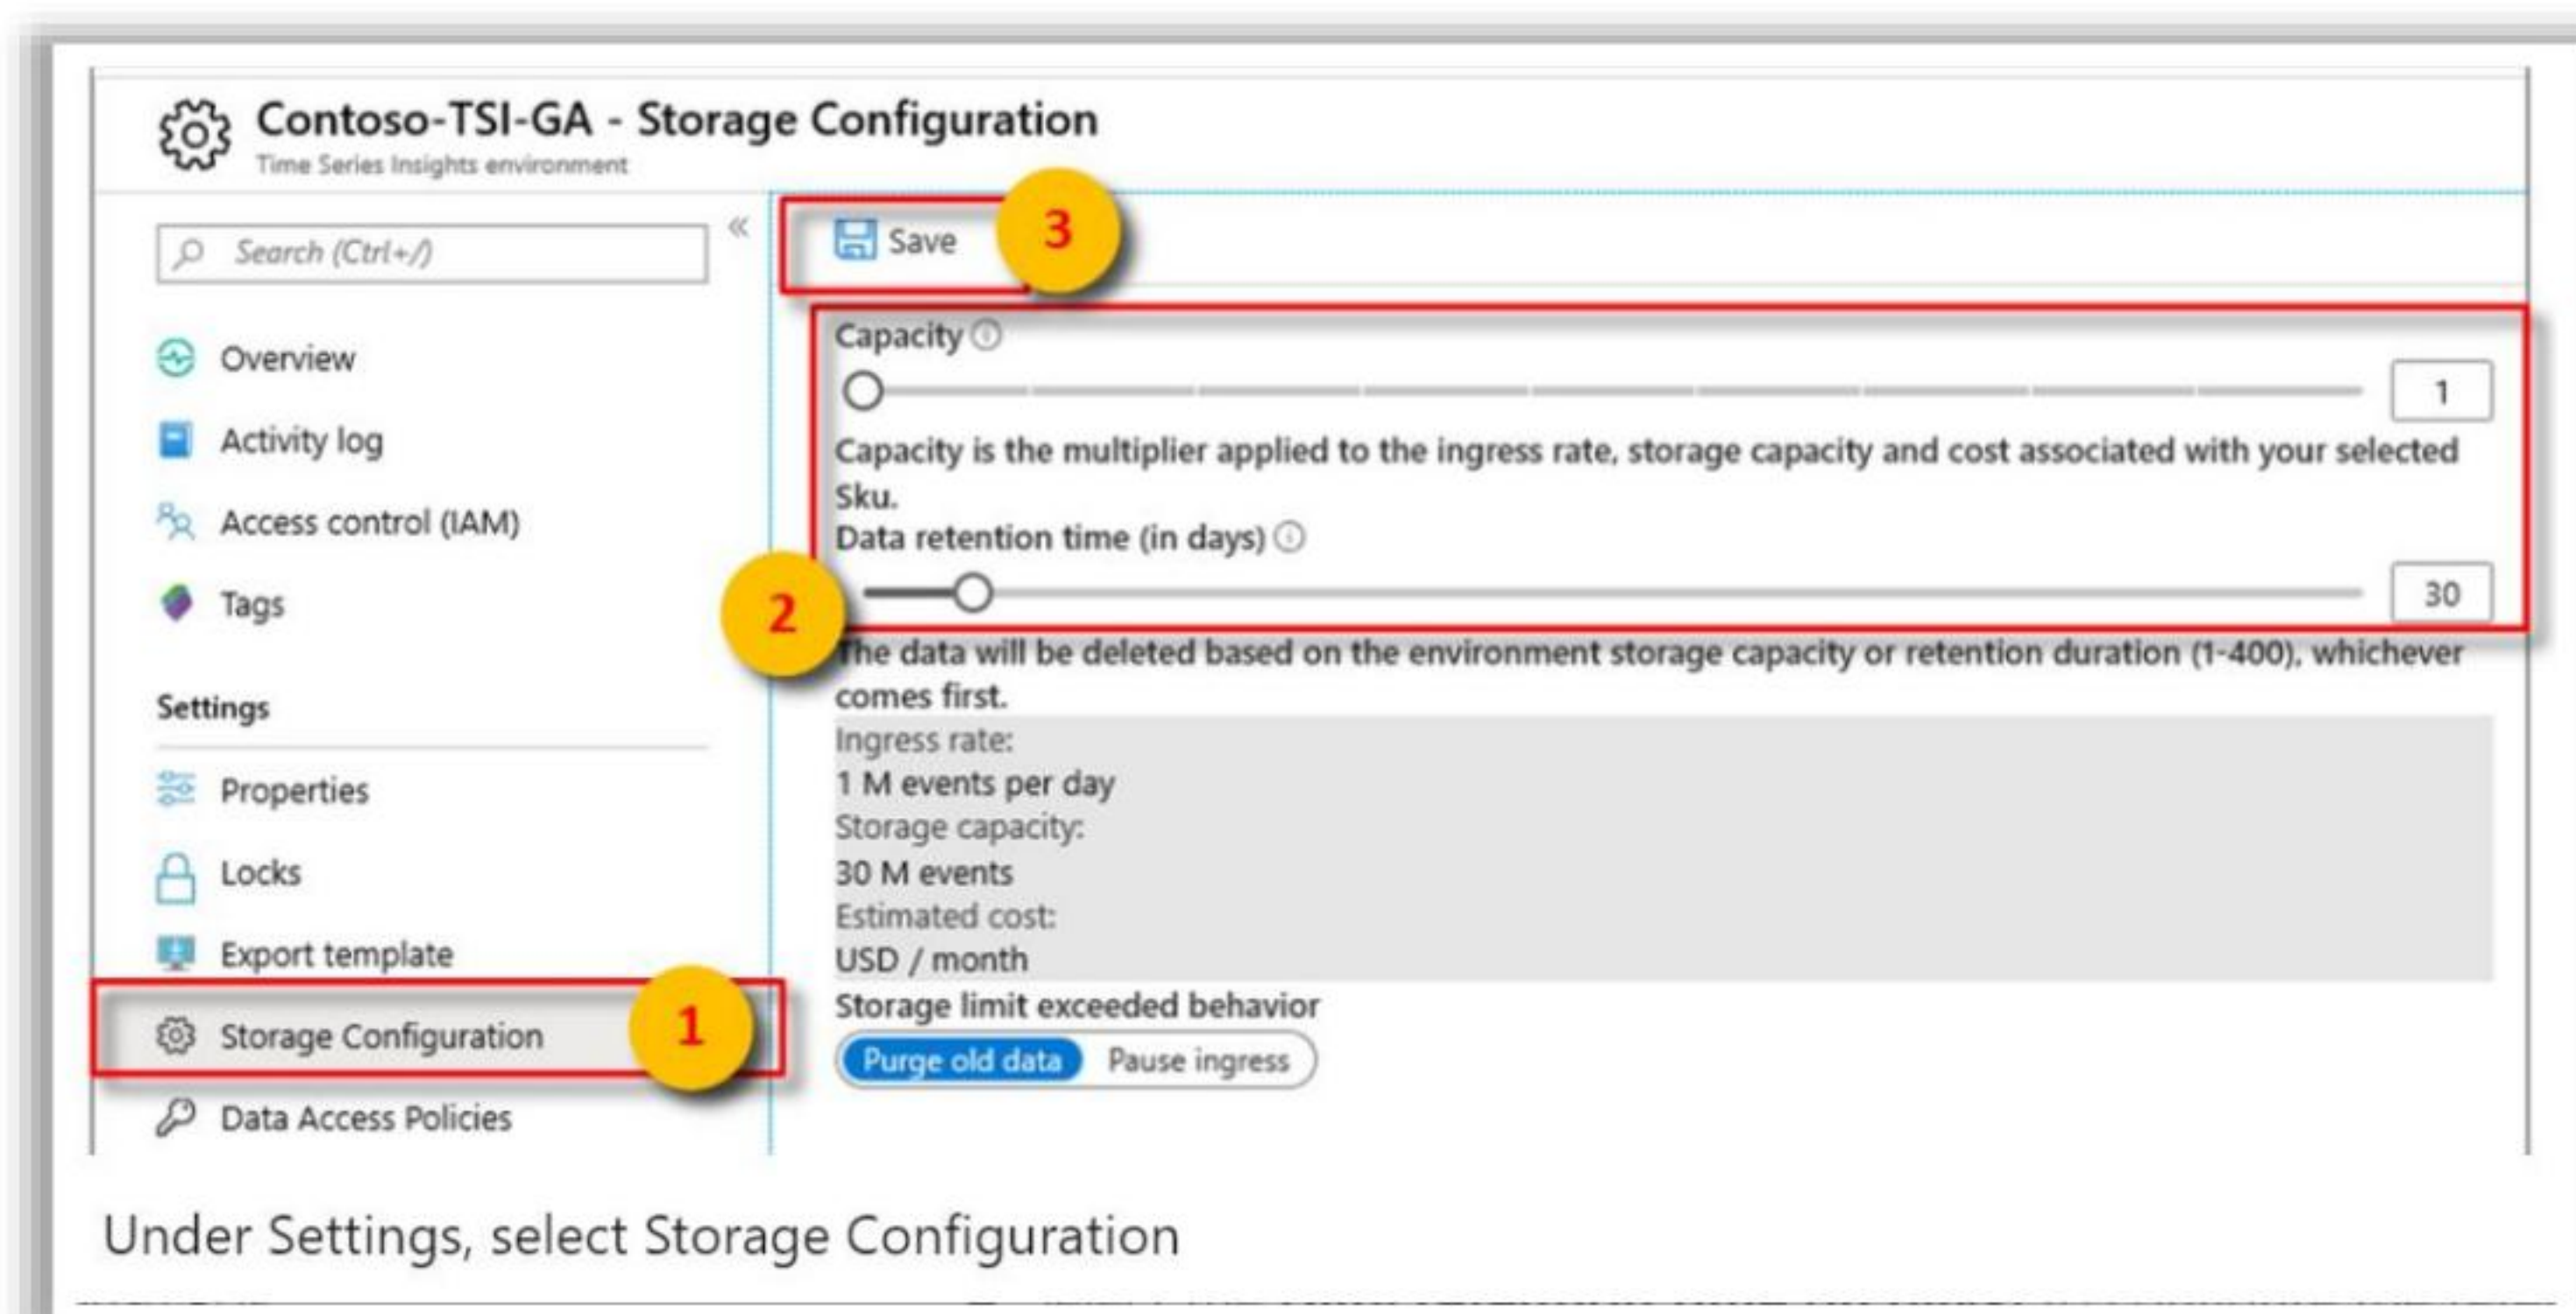 Contoso-TSI-GA - Storage Configuration
Time Series Insights environment
Search (Ctrl+/)
«
Overview
Activity log
Access control (IAM)
Tags
Settings
Properties
Locks
Export template
Storage Configuration
1
Data Access Policies
Save
3
Capacity
1
Capacity is the multiplier applied to the ingress rate, storage capacity and cost associated with your selected
Sku.
Data retention time (in days)
2
30
The data will be deleted based on the environment storage capacity or retention duration (1-400), whichever
comes first.
Ingress rate:
1 M events per day
Storage capacity:
30 M events
Estimated cost:
USD / month
Storage limit exceeded behavior
Purge old data Pause ingress
Under Settings, select Storage Configuration